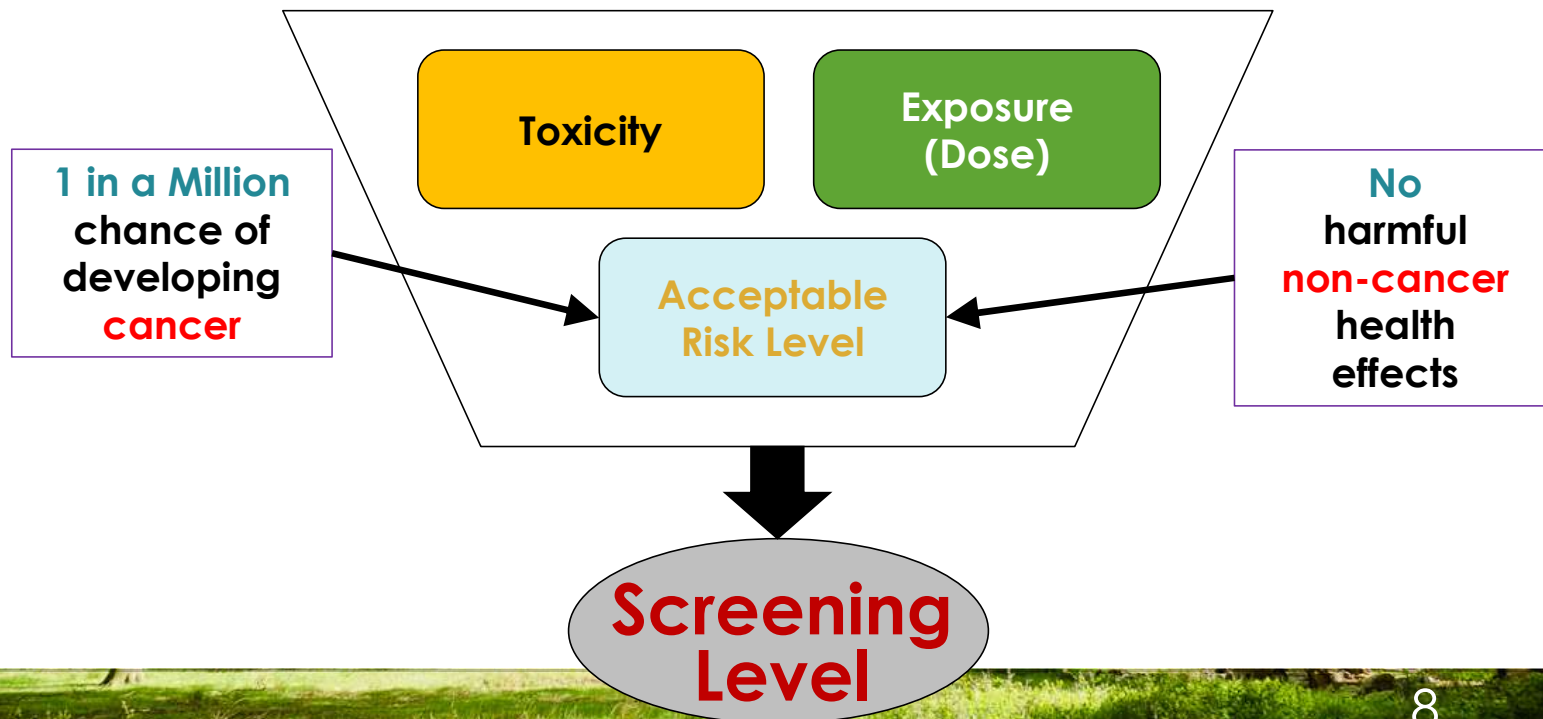 Toxicity
Exposure
(Dose)
1 in a Million
chance of
developing
cancer
Acceptable
Risk Level
No
harmful
non-cancer
health
effects
Screening
Level
8